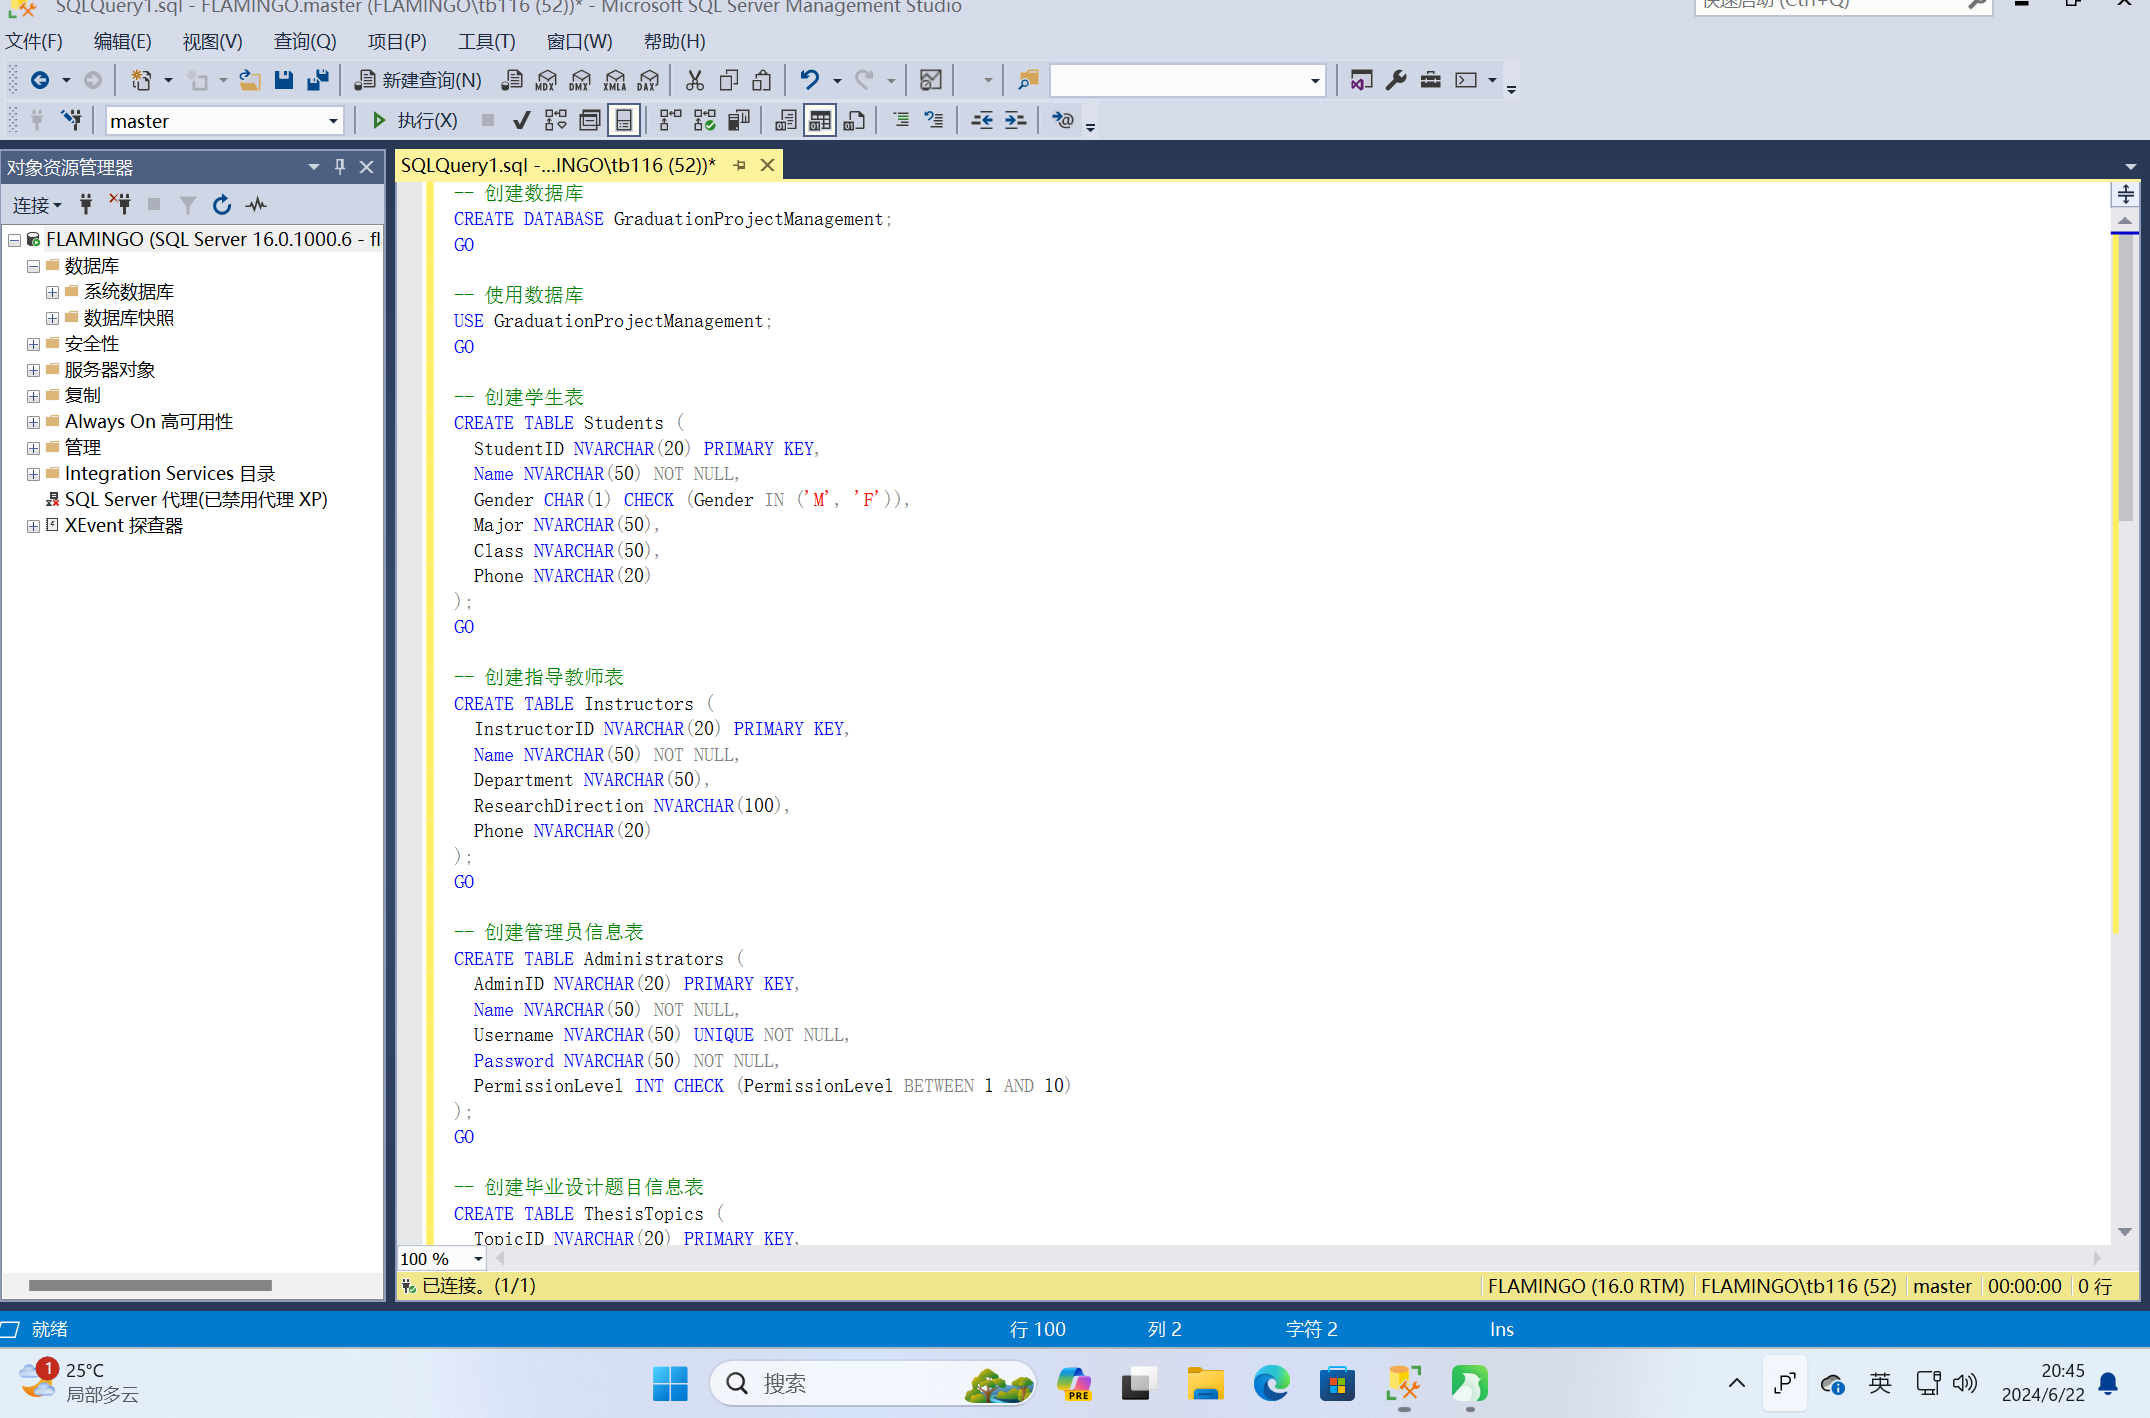 SQLQuery1.sql - FLAMINGO.master (FLAMINGO\tb116 (52))* - Microsoft SQL Server Management Studio
快速启动 (Ctrl+Q)
文件(F) 编辑(E) 视图(V) 查询(Q) 项目(P) 工具(T) 窗口(W) 帮助(H)
新建查询(N) MDX DMX XMLA DAX
master 执行(X)
对象资源管理器
连接
FLAMINGO (SQL Server 16.0.1000.6 - fl
数据库
系统数据库
数据库快照
安全性
服务器对象
复制
Always On 高可用性
管理
Integration Services 目录
SQL Server 代理(已禁用代理 XP)
XEvent 探查器
SQLQuery1.sql -...INGO\tb116 (52))*
-- 创建数据库
CREATE DATABASE GraduationProjectManagement;
GO
-- 使用数据库
USE GraduationProjectManagement;
GO
-- 创建学生表
CREATE TABLE Students (
StudentID NVARCHAR(20) PRIMARY KEY,
Name NVARCHAR(50) NOT NULL,
Gender CHAR(1) CHECK (Gender IN ('M', 'F')),
Major NVARCHAR(50),
Class NVARCHAR(50),
Phone NVARCHAR(20)
);
GO
-- 创建指导教师表
CREATE TABLE Instructors (
InstructorID NVARCHAR(20) PRIMARY KEY,
Name NVARCHAR(50) NOT NULL,
Department NVARCHAR(50),
ResearchDirection NVARCHAR(100),
Phone NVARCHAR(20)
);
GO
-- 创建管理员信息表
CREATE TABLE Administrators (
AdminID NVARCHAR(20) PRIMARY KEY,
Name NVARCHAR(50) NOT NULL,
Username NVARCHAR(50) UNIQUE NOT NULL,
Password NVARCHAR(50) NOT NULL,
PermissionLevel INT CHECK (PermissionLevel BETWEEN 1 AND 10)
);
GO
-- 创建毕业设计题目信息表
CREATE TABLE ThesisTopics (
TopicID NVARCHAR(20) PRIMARY KEY,
100 %
已连接。(1/1) FLAMINGO (16.0 RTM) FLAMINGO\tb116 (52) master 00:00:00 0 行
就绪 行 100 列 2 字符 2 Ins
1
25°C
局部多云
搜索
PRE
英
20:45
2024/6/22